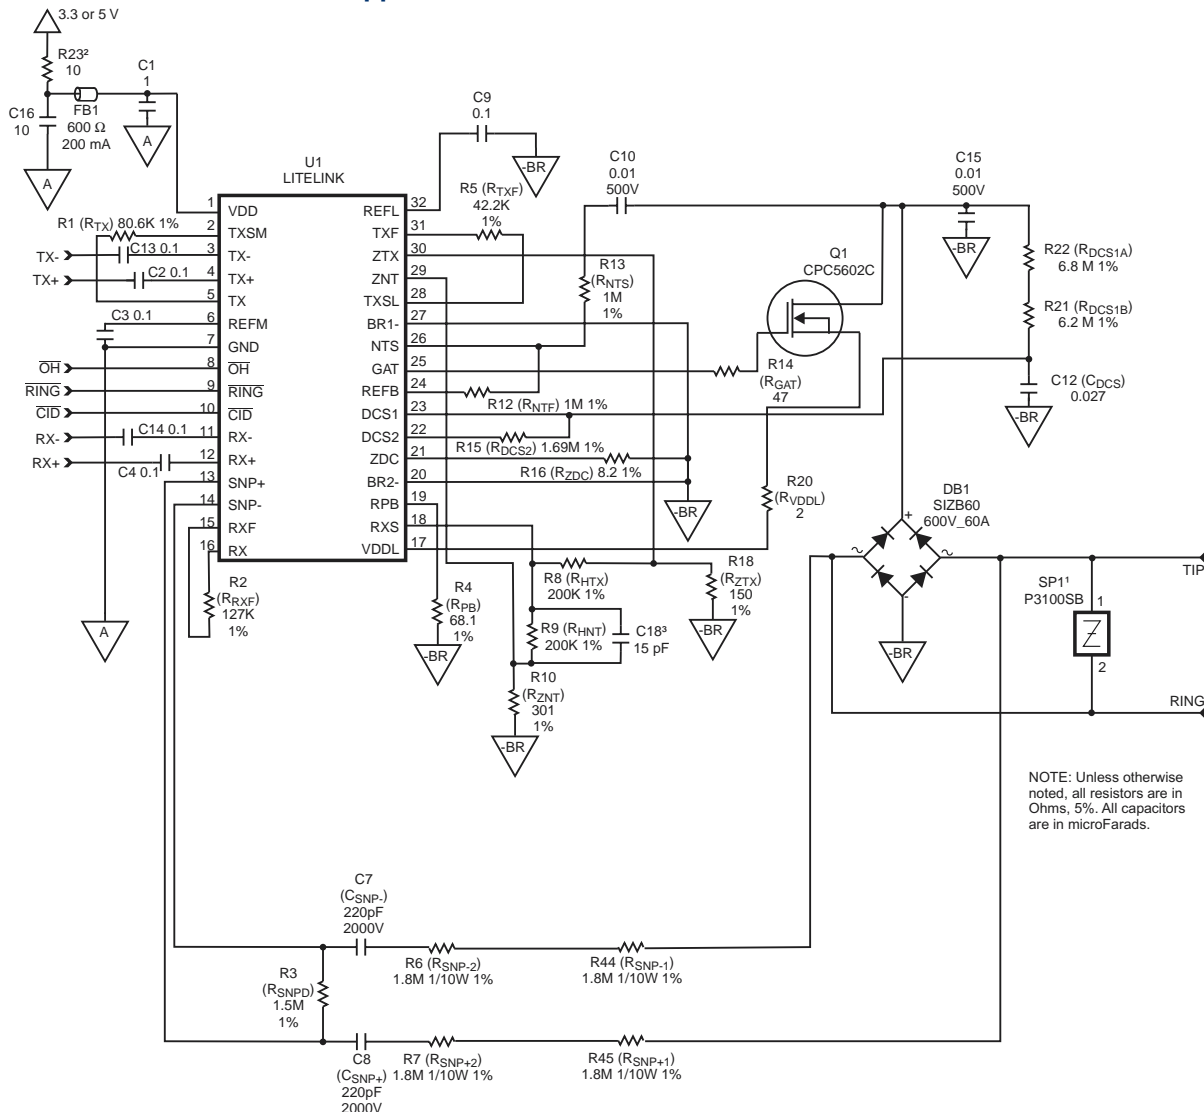 3.3 or 5 V
R23²
10
C16
10
FB1
600 Ω
200 mA
C1
1
A
A
C9
0.1
-BR
U1
LITELINK
1 VDD
2 TXSM
3 TX-
4 TX+
5 TX
6 REFM
7 GND
8 OH
9 RING
10 CID
11 RX-
12 RX+
13 SNP+
14 SNP-
15 RXF
16 RX
REFL 32
TXF 31
ZTX 30
ZNT 29
TXSL 28
BR1- 27
NTS 26
GAT 25
REFB 24
DCS1 23
DCS2 22
ZDC 21
BR2- 20
RPB 19
RXS 18
VDDL 17
R1 (RTX) 80.6K 1%
TX-
C13 0.1
TX+
C2 0.1
C3 0.1
OH
RING
CID
RX-
C14 0.1
RX+
C4 0.1
A
R2
(RRXF)
127K
1%
R5 (RTXF)
42.2K
1%
C10
0.01
500V
R13
(RNTS)
1M
1%
C15
0.01
500V
-BR
Q1
CPC5602C
R22 (RDCS1A)
6.8 M 1%
R21 (RDCS1B)
6.2 M 1%
C12 (CDCS)
0.027
-BR
R14
(RGAT)
47
R12 (RNTF) 1M 1%
R15 (RDCS2) 1.69M 1%
R16 (RZDC) 8.2 1%
-BR
R20
(RVDDL)
2
DB1
SIZB60
600V_60A
+
~
~
-
-BR
R8 (RHTX)
200K 1%
R18
(RZTX)
150
1%
-BR
R4
(RPB)
68.1
1%
-BR
R9 (RHNT)
200K 1%
C18³
15 pF
R10
(RZNT)
301
1%
-BR
SP1¹
P3100SB
1
2
TIP
RING
NOTE: Unless otherwise
noted, all resistors are in
Ohms, 5%. All capacitors
are in microFarads.
C7
(CSNP-)
220pF
2000V
R6 (RSNP-2)
1.8M 1/10W 1%
R44 (RSNP-1)
1.8M 1/10W 1%
R3
(RSNPD)
1.5M
1%
C8
(CSNP+)
220pF
2000V
R7 (RSNP+2)
1.8M 1/10W 1%
R45 (RSNP+1)
1.8M 1/10W 1%